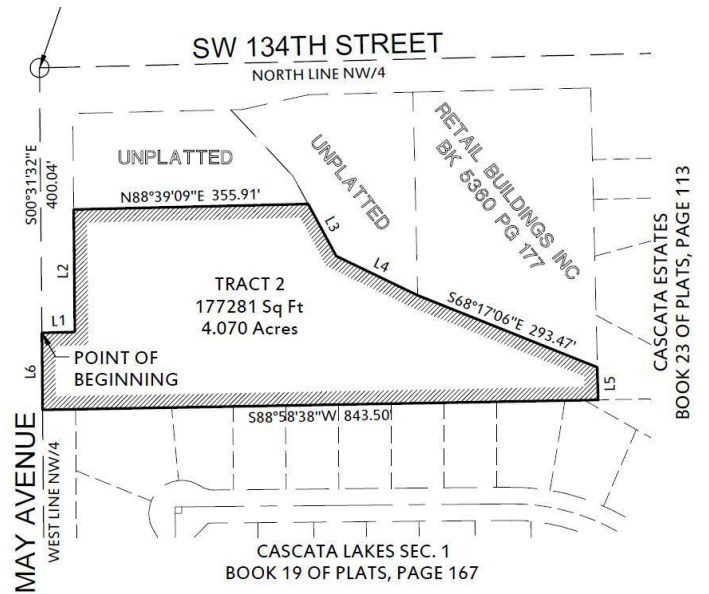 SW 134TH STREET
NORTH LINE NW/4
S00°31'32"E
400.04'
UNPLATTED
UNPLATTED
RETAIL BUILDINGS INC
BK 5360 PG 177
N88°39'09"E 355.91'
L3
L2
L4
TRACT 2
177281 Sq Ft
4.070 Acres
S68°17'06"E 293.47'
CASCATA ESTATES
BOOK 23 OF PLATS, PAGE 113
L1
POINT OF
BEGINNING
L6
L5
S88°58'38"W 843.50'
MAY AVENUE
WEST LINE NW/4
CASCATA LAKES SEC. 1
BOOK 19 OF PLATS, PAGE 167